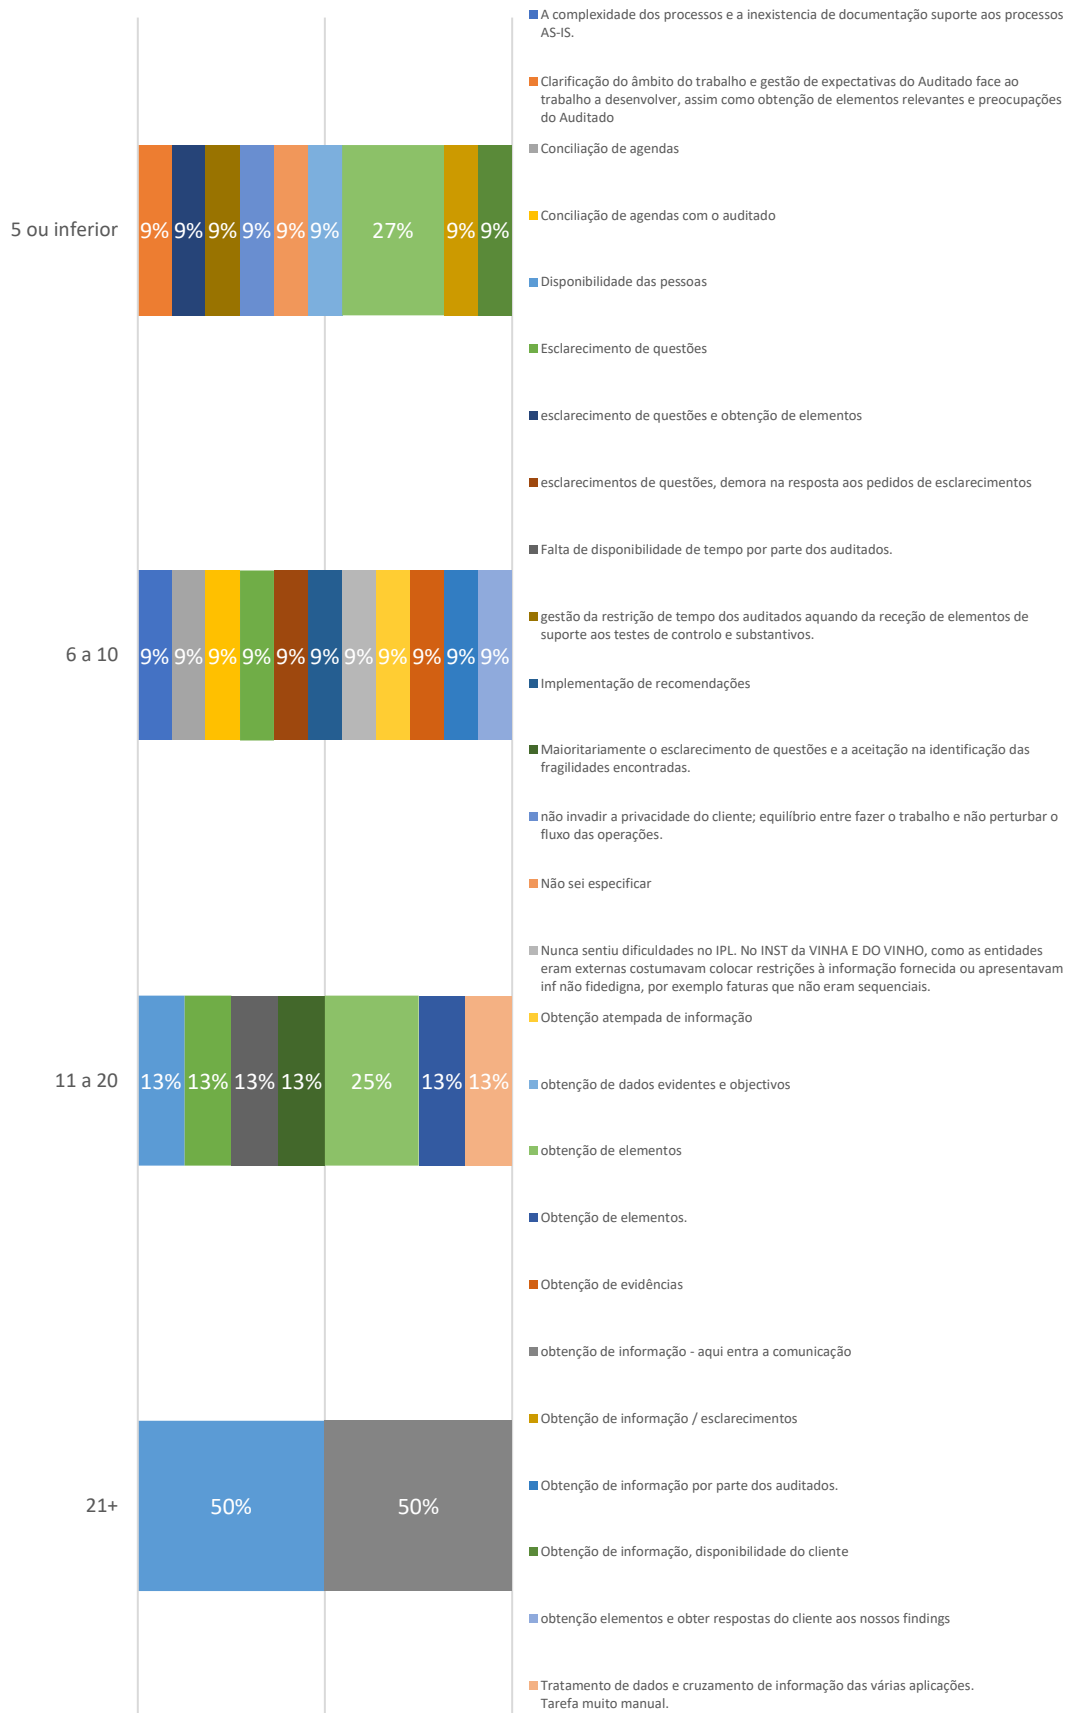 5 ou inferior
9% 9% 9% 9% 9% 9% 27% 9% 9%
6 a 10
9% 9% 9% 9% 9% 9% 9% 9% 9% 9% 9%
11 a 20
13% 13% 13% 13% 25% 13% 13%
21+
50% 50%
A complexidade dos processos e a inexistencia de documentação suporte aos processos
AS-IS.
Clarificação do âmbito do trabalho e gestão de expectativas do Auditado face ao
trabalho a desenvolver, assim como obtenção de elementos relevantes e preocupações
do Auditado
Conciliação de agendas
Conciliação de agendas com o auditado
Disponibilidade das pessoas
Esclarecimento de questões
esclarecimento de questões e obtenção de elementos
esclarecimentos de questões, demora na resposta aos pedidos de esclarecimentos
Falta de disponibilidade de tempo por parte dos auditados.
gestão da restrição de tempo dos auditados aquando da receção de elementos de
suporte aos testes de controlo e substantivos.
Implementação de recomendações
Maioritariamente o esclarecimento de questões e a aceitação na identificação das
fragilidades encontradas.
não invadir a privacidade do cliente; equilíbrio entre fazer o trabalho e não perturbar o
fluxo das operações.
Não sei especificar
Nunca sentiu dificuldades no IPL. No INST da VINHA E DO VINHO, como as entidades
eram externas costumavam colocar restrições à informação fornecida ou apresentavam
inf não fidedigna, por exemplo faturas que não eram sequenciais.
Obtenção atempada de informação
obtenção de dados evidentes e objectivos
obtenção de elementos
Obtenção de elementos.
Obtenção de evidências
obtenção de informação - aqui entra a comunicação
Obtenção de informação / esclarecimentos
Obtenção de informação por parte dos auditados.
Obtenção de informação, disponibilidade do cliente
obtenção elementos e obter respostas do cliente aos nossos findings
Tratamento de dados e cruzamento de informação das várias aplicações.
Tarefa muito manual.